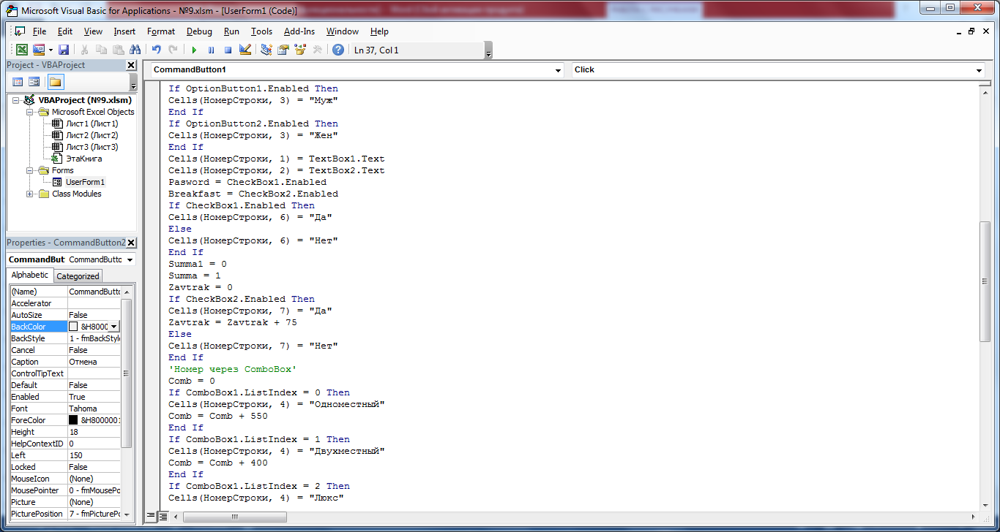 Microsoft Visual Basic for Applications - №9.xlsm - [UserForm1 (Code)]
File Edit View Insert Format Debug Run Tools Add-Ins Window Help
Ln 37, Col 1
Project - VBAProject
VBAProject (№9.xlsm)
Microsoft Excel Objects
Лист1 (Лист1)
Лист2 (Лист2)
Лист3 (Лист3)
ЭтаКнига
Forms
UserForm1
Class Modules
Properties - CommandButton2
CommandBut CommandButto
Alphabetic Categorized
(Name) CommandButto
Accelerator
AutoSize False
BackColor &H8000
BackStyle 1 - fmBackStyle
Cancel False
Caption Отмена
ControlTipText
Default False
Enabled True
Font Tahoma
ForeColor &H8000001
Height 18
HelpContextID 0
Left 150
Locked False
MouseIcon (None)
MousePointer 0 - fmMousePo
Picture (None)
PicturePosition 7 - fmPicturePo
CommandButton1 Click
If OptionButton1.Enabled Then
Cells(НомерСтроки, 3) = "Муж"
End If
If OptionButton2.Enabled Then
Cells(НомерСтроки, 3) = "Жен"
End If
Cells(НомерСтроки, 1) = TextBox1.Text
Cells(НомерСтроки, 2) = TextBox2.Text
Pasword = CheckBox1.Enabled
Breakfast = CheckBox2.Enabled
If CheckBox1.Enabled Then
Cells(НомерСтроки, 6) = "Да"
Else
Cells(НомерСтроки, 6) = "Нет"
End If
Summa1 = 0
Summa = 1
Zavtrak = 0
If CheckBox2.Enabled Then
Cells(НомерСтроки, 7) = "Да"
Zavtrak = Zavtrak + 75
Else
Cells(НомерСтроки, 7) = "Нет"
End If
'Номер через ComboBox'
Comb = 0
If ComboBox1.ListIndex = 0 Then
Cells(НомерСтроки, 4) = "Одноместный"
Comb = Comb + 550
End If
If ComboBox1.ListIndex = 1 Then
Cells(НомерСтроки, 4) = "Двухместный"
Comb = Comb + 400
End If
If ComboBox1.ListIndex = 2 Then
Cells(НомерСтроки, 4) = "Люкс"